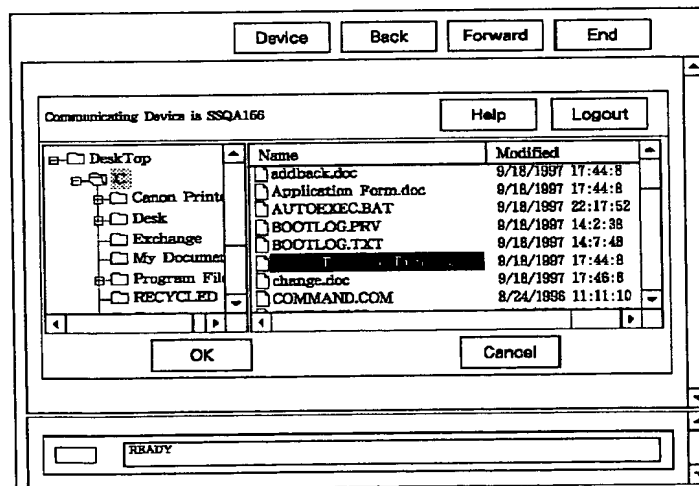 Device Back Forward End
Communicating Device is SSQA156 Help Logout
DeskTop
C
Canon Printe
Desk
Exchange
My Documen
Program File
RECYCLED
Name Modified
addback.doc 9/18/1997 17:44:8
Application Form.doc 9/18/1997 17:44:8
AUTOEXEC.BAT 9/18/1997 22:17:52
BOOTLOG.PRV 9/18/1997 14:2:38
BOOTLOG.TXT 9/18/1997 14:7:48
9/18/1997 17:44:8
change.doc 9/18/1997 17:46:8
COMMAND.COM 8/24/1996 11:11:10
OK Cancel
READY